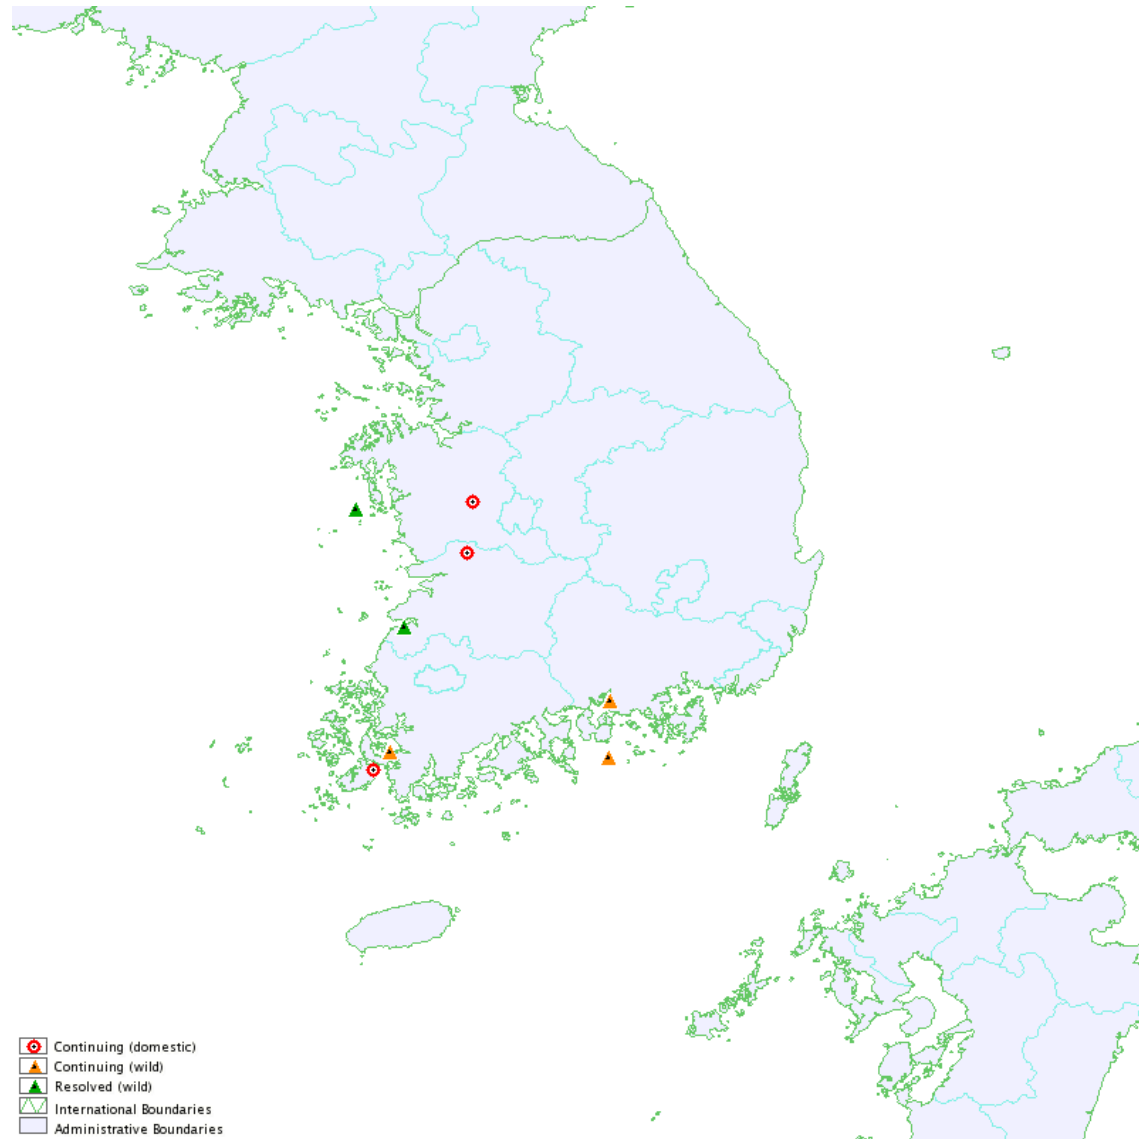 Continuing (domestic)
Continuing (wild)
Resolved (wild)
International Boundaries
Administrative Boundaries